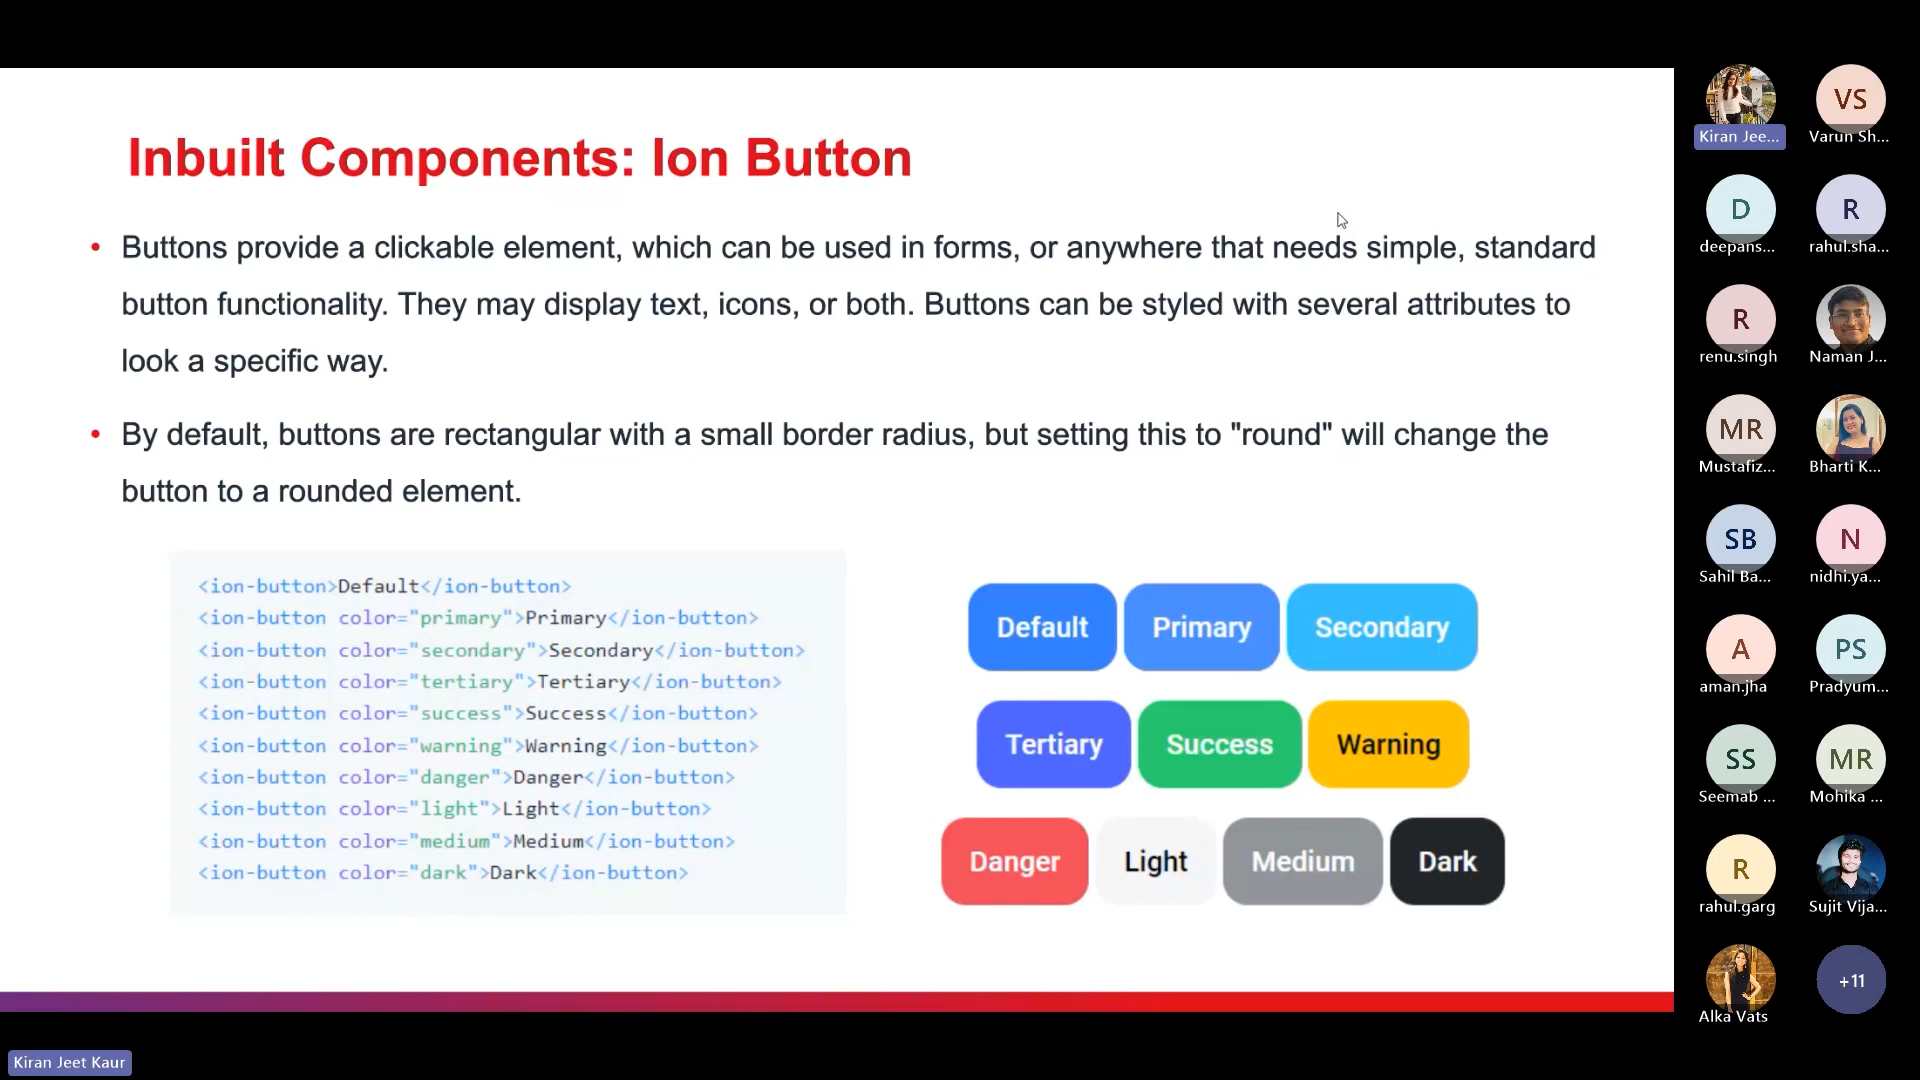 Inbuilt Components: Ion Button
• Buttons provide a clickable element, which can be used in forms, or anywhere that needs simple, standard
button functionality. They may display text, icons, or both. Buttons can be styled with several attributes to
look a specific way.
• By default, buttons are rectangular with a small border radius, but setting this to "round" will change the
button to a rounded element.
<ion-button>Default</ion-button>
<ion-button color="primary">Primary</ion-button>
<ion-button color="secondary">Secondary</ion-button>
<ion-button color="tertiary">Tertiary</ion-button>
<ion-button color="success">Success</ion-button>
<ion-button color="warning">Warning</ion-button>
<ion-button color="danger">Danger</ion-button>
<ion-button color="light">Light</ion-button>
<ion-button color="medium">Medium</ion-button>
<ion-button color="dark">Dark</ion-button>
Default Primary Secondary
Tertiary Success Warning
Danger Light Medium Dark
Kiran Jee...
VS
Varun Sh...
D
deepans...
R
rahul.sha...
R
renu.singh
Naman J...
MR
Mustafiz...
Bharti K...
SB
Sahil Ba...
N
nidhi.ya...
A
aman.jha
PS
Pradyum...
SS
Seemab ...
MR
Mohika ...
R
rahul.garg
Sujit Vija...
Alka Vats
+11
Kiran Jeet Kaur